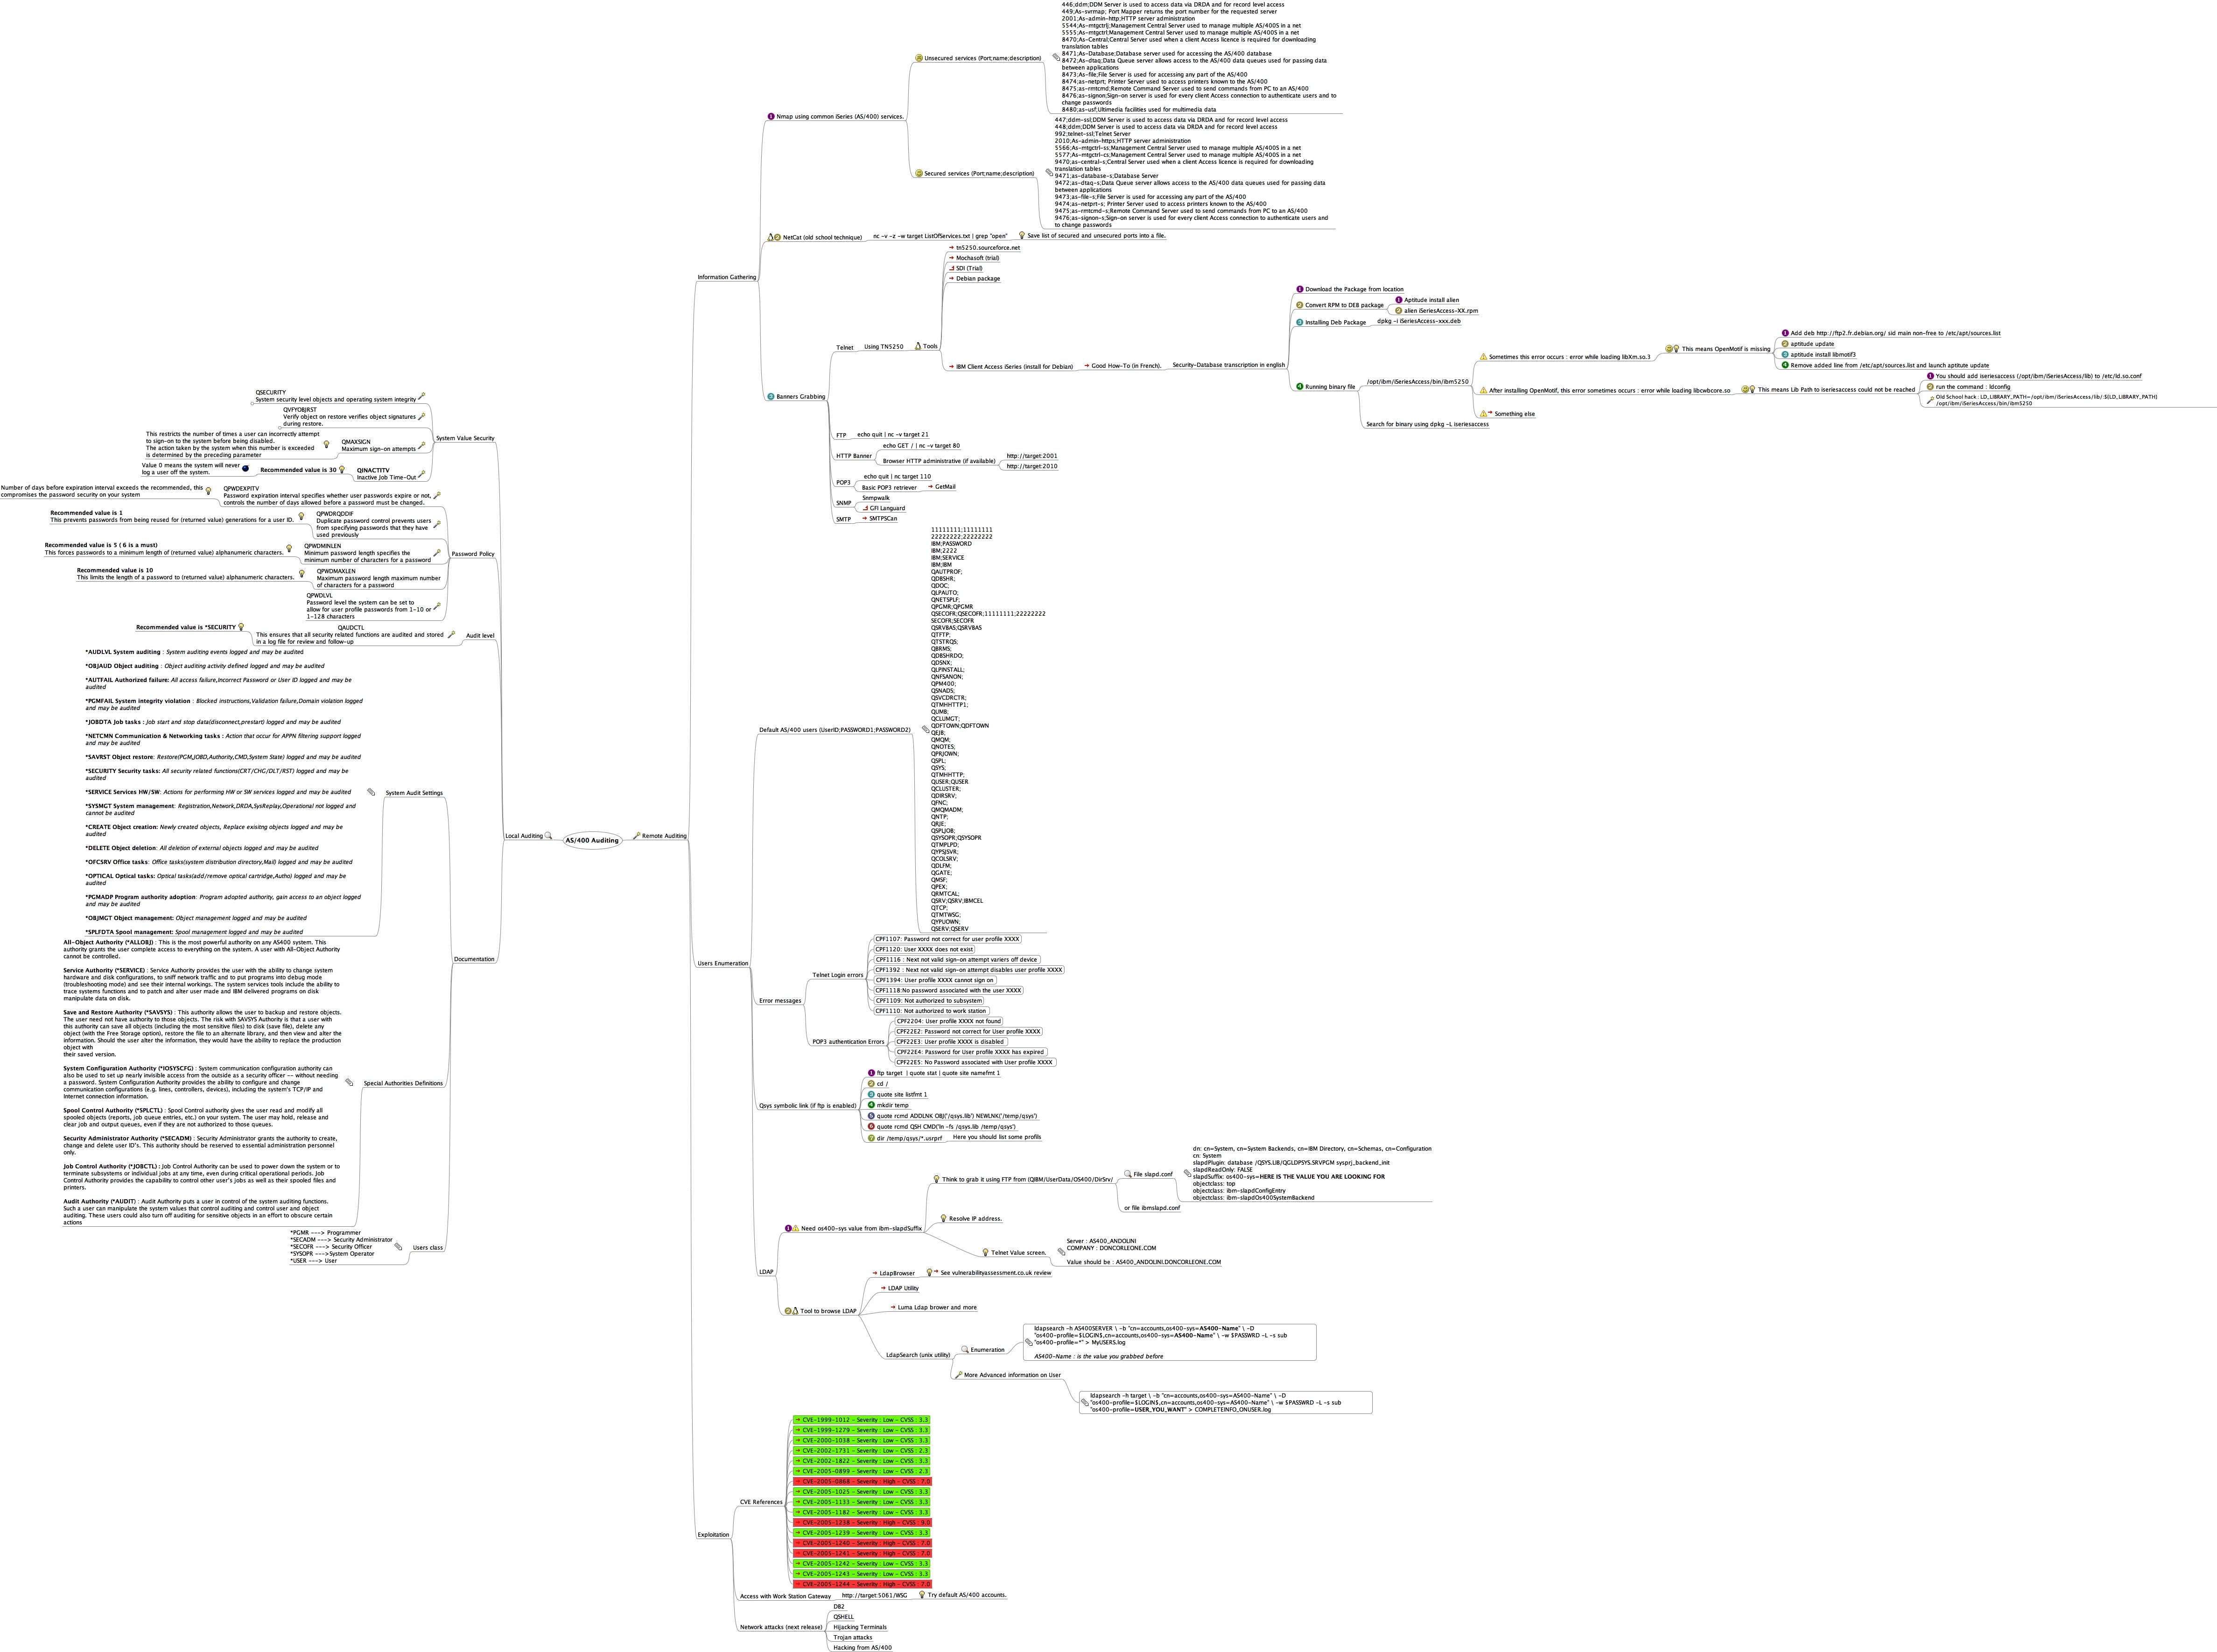 AS/400 Auditing
Remote Auditing
Information Gathering
Nmap using common iSeries (AS/400) services.
Unsecured services (Port;name;description)
446;ddm;DDM Server is used to access data via DRDA and for record level access
449;As-svrmap; Port Mapper returns the port number for the requested server
2001;As-admin-http;HTTP server administration
5544;As-mtgctrlj;Management Central Server used to manage multiple AS/400S in a net
5555;As-mtgctrl;Management Central Server used to manage multiple AS/400S in a net
8470;As-Central;Central Server used when a client Access licence is required for downloading
translation tables
8471;As-Database;Database server used for accessing the AS/400 database
8472;As-dtaq;Data Queue server allows access to the AS/400 data queues used for passing data
between applications
8473;As-file;File Server is used for accessing any part of the AS/400
8474;as-netprt; Printer Server used to access printers known to the AS/400
8475;as-rmtcmd;Remote Command Server used to send commands from PC to an AS/400
8476;as-signon;Sign-on server is used for every client Access connection to authenticate users and to
change passwords
8480;as-usf;Ultimedia facilities used for multimedia data
Secured services (Port;name;description)
447;ddm-ssl;DDM Server is used to access data via DRDA and for record level access
448;ddm;DDM Server is used to access data via DRDA and for record level access
992;telnet-ssl;Telnet Server
2010;As-admin-https;HTTP server administration
5566;As-mtgctrl-ss;Management Central Server used to manage multiple AS/400S in a net
5577;As-mtgctrl-cs;Management Central Server used to manage multiple AS/400S in a net
9470;as-central-s;Central Server used when a client Access licence is required for downloading
translation tables
9471;as-database-s;Database Server
9472;as-dtaq-s;Data Queue server allows access to the AS/400 data queues used for passing data
between applications
9473;as-file-s;File Server is used for accessing any part of the AS/400
9474;as-netprt-s; Printer Server used to access printers known to the AS/400
9475;as-rmtcmd-s;Remote Command Server used to send commands from PC to an AS/400
9476;as-signon-s;Sign-on server is used for every client Access connection to authenticate users and
to change passwords
NetCat (old school technique)
nc -v -z -w target ListOfServices.txt | grep "open"
Save list of secured and unsecured ports into a file.
Banners Grabbing
Telnet
Using TN5250
Tools
tn5250.sourceforce.net
Mochasoft (trial)
SDI (Trial)
Debian package
IBM Client Access iSeries (install for Debian)
Good How-To (in French).
Security-Database transcription in english
Download the Package from location
Convert RPM to DEB package
Aptitude install alien
alien iSeriesAccess-XX.rpm
Installing Deb Package
dpkg -i iSeriesAccess-xxx.deb
Running binary file
/opt/ibm/iSeriesAccess/bin/ibm5250
Sometimes this error occurs : error while loading libXm.so.3
This means OpenMotif is missing
Add deb http://ftp2.fr.debian.org/ sid main non-free to /etc/apt/sources.list
aptitude update
aptitude install libmotif3
Remove added line from /etc/apt/sources.list and launch aptitute update
After installing OpenMotif, this error sometimes occurs : error while loading libcwbcore.so
This means Lib Path to iseriesaccess could not be reached
You should add iseriesaccess (/opt/ibm/iSeriesAccess/lib) to /etc/ld.so.conf
run the command : ldconfig
Old School hack : LD_LIBRARY_PATH=/opt/ibm/iSeriesAccess/lib/:$(LD_LIBRARY_PATH)
/opt/ibm/iSeriesAccess/bin/ibm5250
Something else
Search for binary using dpkg -L iseriesaccess
FTP
echo quit | nc -v target 21
HTTP Banner
echo GET / | nc -v target 80
Browser HTTP administrative (if available)
http://target:2001
http://target:2010
POP3
echo quit | nc target 110
Basic POP3 retriever
GetMail
SNMP
Snmpwalk
GFI Languard
SMTP
SMTPSCan
Users Enumeration
Default AS/400 users (UserID;PASSWORD1;PASSWORD2)
11111111;11111111
22222222;22222222
IBM;PASSWORD
IBM;2222
IBM;SERVICE
IBM;IBM
QAUTPROF;
QDBSHR;
QDOC;
QLPAUTO;
QNETSPLF;
QPGMR;QPGMR
QSECOFR;QSECOFR;11111111;22222222
SECOFR;SECOFR
QSRVBAS;QSRVBAS
QTFTP;
QTSTRQS;
QBRMS;
QDBSHRDO;
QDSNX;
QLPINSTALL;
QNFSANON;
QPM400;
QSNADS;
QSVCDRCTR;
QTMHHTTP1;
QUMB;
QCLUMGT;
QDFTOWN;QDFTOWN
QEJB;
QMQM;
QNOTES;
QPRJOWN;
QSPL;
QSYS;
QTMHHTTP;
QUSER;QUSER
QCLUSTER;
QDIRSRV;
QFNC;
QMQMADM;
QNTP;
QRJE;
QSPLJOB;
QSYSOPR;QSYSOPR
QTMPLPD;
QYPSJSVR;
QCOLSRV;
QDLFM;
QGATE;
QMSF;
QPEX;
QRMTCAL;
QSRV;QSRV;IBMCEL
QTCP;
QTMTWSG;
QYPUOWN;
QSERV;QSERV
Error messages
Telnet Login errors
CPF1107: Password not correct for user profile XXXX
CPF1120: User XXXX does not exist
CPF1116 : Next not valid sign-on attempt variers off device
CPF1392 : Next not valid sign-on attempt disables user profile XXXX
CPF1394: User profile XXXX cannot sign on
CPF1118:No password associated with the user XXXX
CPF1109: Not authorized to subsystem
CPF1110: Not authorized to work station
POP3 authentication Errors
CPF2204: User profile XXXX not found
CPF22E2: Password not correct for User profile XXXX
CPF22E3: User profile XXXX is disabled
CPF22E4: Password for User profile XXXX has expired
CPF22E5: No Password associated with User profile XXXX
Qsys symbolic link (if ftp is enabled)
ftp target | quote stat | quote site namefmt 1
cd /
quote site listfmt 1
mkdir temp
quote rcmd ADDLNK OBJ('/qsys.lib') NEWLNK('/temp/qsys')
quote rcmd QSH CMD('ln -fs /qsys.lib /temp/qsys')
dir /temp/qsys/*.usrprf
Here you should list some profils
LDAP
Need os400-sys value from ibm-slapdSuffix
Think to grab it using FTP from (QIBM/UserData/OS400/DirSrv/
File slapd.conf
dn: cn=System, cn=System Backends, cn=IBM Directory, cn=Schemas, cn=Configuration
cn: System
slapdPlugin: database /QSYS.LIB/QGLDPSYS.SRVPGM sysprj_backend_init
slapdReadOnly: FALSE
slapdSuffix: os400-sys=HERE IS THE VALUE YOU ARE LOOKING FOR
objectclass: top
objectclass: ibm-slapdConfigEntry
objectclass: ibm-slapdOs400SystemBackend
or file ibmslapd.conf
Resolve IP address.
Telnet Value screen.
Server : AS400_ANDOLINI
COMPANY : DONCORLEONE.COM
Value should be : AS400_ANDOLINI.DONCORLEONE.COM
Tool to browse LDAP
LdapBrowser
See vulnerabilityassessment.co.uk review
LDAP Utility
Luma Ldap brower and more
LdapSearch (unix utility)
Enumeration
ldapsearch -h AS400SERVER \ -b "cn=accounts,os400-sys=AS400-Name" \ -D
"os400-profile=$LOGIN$,cn=accounts,os400-sys=AS400-Name" \ -w $PASSWRD -L -s sub
"os400-profile=*" > MyUSERS.log
AS400-Name : is the value you grabbed before
More Advanced information on User
ldapsearch -h target \ -b "cn=accounts,os400-sys=AS400-Name" \ -D
"os400-profile=$LOGIN$,cn=accounts,os400-sys=AS400-Name" \ -w $PASSWRD -L -s sub
"os400-profile=USER_YOU_WANT" > COMPLETEINFO_ONUSER.log
Exploitation
CVE References
CVE-1999-1012 - Severity : Low - CVSS : 3.3
CVE-1999-1279 - Severity : Low - CVSS : 3.3
CVE-2000-1038 - Severity : Low - CVSS : 3.3
CVE-2002-1731 - Severity : Low - CVSS : 2.3
CVE-2002-1822 - Severity : Low - CVSS : 3.3
CVE-2005-0899 - Severity : Low - CVSS : 2.3
CVE-2005-0868 - Severity : High - CVSS : 7.0
CVE-2005-1025 - Severity : Low - CVSS : 3.3
CVE-2005-1133 - Severity : Low - CVSS : 3.3
CVE-2005-1182 - Severity : Low - CVSS : 3.3
CVE-2005-1238 - Severity : High - CVSS : 9.0
CVE-2005-1239 - Severity : Low - CVSS : 3.3
CVE-2005-1240 - Severity : High - CVSS : 7.0
CVE-2005-1241 - Severity : High - CVSS : 7.0
CVE-2005-1242 - Severity : Low - CVSS : 3.3
CVE-2005-1243 - Severity : Low - CVSS : 3.3
CVE-2005-1244 - Severity : High - CVSS : 7.0
Access with Work Station Gateway
http://target:5061/WSG
Try default AS/400 accounts.
Network attacks (next release)
DB2
QSHELL
Hijacking Terminals
Trojan attacks
Hacking from AS/400
Local Auditing
System Value Security
QSECURITY
System security level objects and operating system integrity
QVFYOBJRST
Verify object on restore verifies object signatures
during restore.
QMAXSIGN
Maximum sign-on attempts
This restricts the number of times a user can incorrectly attempt
to sign-on to the system before being disabled.
The action taken by the system when this number is exceeded
is determined by the preceding parameter
QINACTITV
Inactive Job Time-Out
Recommended value is 30
Value 0 means the system will never
log a user off the system.
Password Policy
QPWDEXPITV
Password expiration interval specifies whether user passwords expire or not,
controls the number of days allowed before a password must be changed.
Number of days before expiration interval exceeds the recommended, this
compromises the password security on your system
QPWDRQDDIF
Duplicate password control prevents users
from specifying passwords that they have
used previously
Recommended value is 1
This prevents passwords from being reused for (returned value) generations for a user ID.
QPWDMINLEN
Minimum password length specifies the
minimum number of characters for a password
Recommended value is 5 ( 6 is a must)
This forces passwords to a minimum length of (returned value) alphanumeric characters.
QPWDMAXLEN
Maximum password length maximum number
of characters for a password
Recommended value is 10
This limits the length of a password to (returned value) alphanumeric characters.
QPWDLVL
Password level the system can be set to
allow for user profile passwords from 1-10 or
1-128 characters
Audit level
QAUDCTL
This ensures that all security related functions are audited and stored
in a log file for review and follow-up
Recommended value is *SECURITY
Documentation
System Audit Settings
*AUDLVL System auditing : System auditing events logged and may be audited
*OBJAUD Object auditing : Object auditing activity defined logged and may be audited
*AUTFAIL Authorized failure: All access failure,Incorrect Password or User ID logged and may be
audited
*PGMFAIL System integrity violation : Blocked instructions,Validation failure,Domain violation logged
and may be audited
*JOBDTA Job tasks : Job start and stop data(disconnect,prestart) logged and may be audited
*NETCMN Communication & Networking tasks : Action that occur for APPN filtering support logged
and may be audited
*SAVRST Object restore: Restore(PGM,JOBD,Authority,CMD,System State) logged and may be audited
*SECURITY Security tasks: All security related functions(CRT/CHG/DLT/RST) logged and may be
audited
*SERVICE Services HW/SW: Actions for performing HW or SW services logged and may be audited
*SYSMGT System management: Registration,Network,DRDA,SysReplay,Operational not logged and
cannot be audited
*CREATE Object creation: Newly created objects, Replace exisitng objects logged and may be
audited
*DELETE Object deletion: All deletion of external objects logged and may be audited
*OFCSRV Office tasks: Office tasks(system distribution directory,Mail) logged and may be audited
*OPTICAL Optical tasks: Optical tasks(add/remove optical cartridge,Autho) logged and may be
audited
*PGMADP Program authority adoption: Program adopted authority, gain access to an object logged
and may be audited
*OBJMGT Object management: Object management logged and may be audited
*SPLFDTA Spool management: Spool management logged and may be audited
Special Authorities Definitions
All-Object Authority (*ALLOBJ) : This is the most powerful authority on any AS400 system. This
authority grants the user complete access to everything on the system. A user with All-Object Authority
cannot be controlled.
Service Authority (*SERVICE) : Service Authority provides the user with the ability to change system
hardware and disk configurations, to sniff network traffic and to put programs into debug mode
(troubleshooting mode) and see their internal workings. The system services tools include the ability to
trace systems functions and to patch and alter user made and IBM delivered programs on disk
manipulate data on disk.
Save and Restore Authority (*SAVSYS) : This authority allows the user to backup and restore objects.
The user need not have authority to those objects. The risk with SAVSYS Authority is that a user with
this authority can save all objects (including the most sensitive files) to disk (save file), delete any
object (with the Free Storage option), restore the file to an alternate library, and then view and alter the
information. Should the user alter the information, they would have the ability to replace the production
object with
their saved version.
System Configuration Authority (*IOSYSCFG) : System communication configuration authority can
also be used to set up nearly invisible access from the outside as a security officer -- without needing
a password. System Configuration Authority provides the ability to configure and change
communication configurations (e.g. lines, controllers, devices), including the system's TCP/IP and
Internet connection information.
Spool Control Authority (*SPLCTL) : Spool Control authority gives the user read and modify all
spooled objects (reports, job queue entries, etc.) on your system. The user may hold, release and
clear job and output queues, even if they are not authorized to those queues.
Security Administrator Authority (*SECADM) : Security Administrator grants the authority to create,
change and delete user ID's. This authority should be reserved to essential administration personnel
only.
Job Control Authority (*JOBCTL) : Job Control Authority can be used to power down the system or to
terminate subsystems or individual jobs at any time, even during critical operational periods. Job
Control Authority provides the capability to control other user's jobs as well as their spooled files and
printers.
Audit Authority (*AUDIT) : Audit Authority puts a user in control of the system auditing functions.
Such a user can manipulate the system values that control auditing and control user and object
auditing. These users could also turn off auditing for sensitive objects in an effort to obscure certain
actions
Users class
*PGMR ---> Programmer
*SECADM ---> Security Administrator
*SECOFR ---> Security Officer
*SYSOPR --->System Operator
*USER ---> User